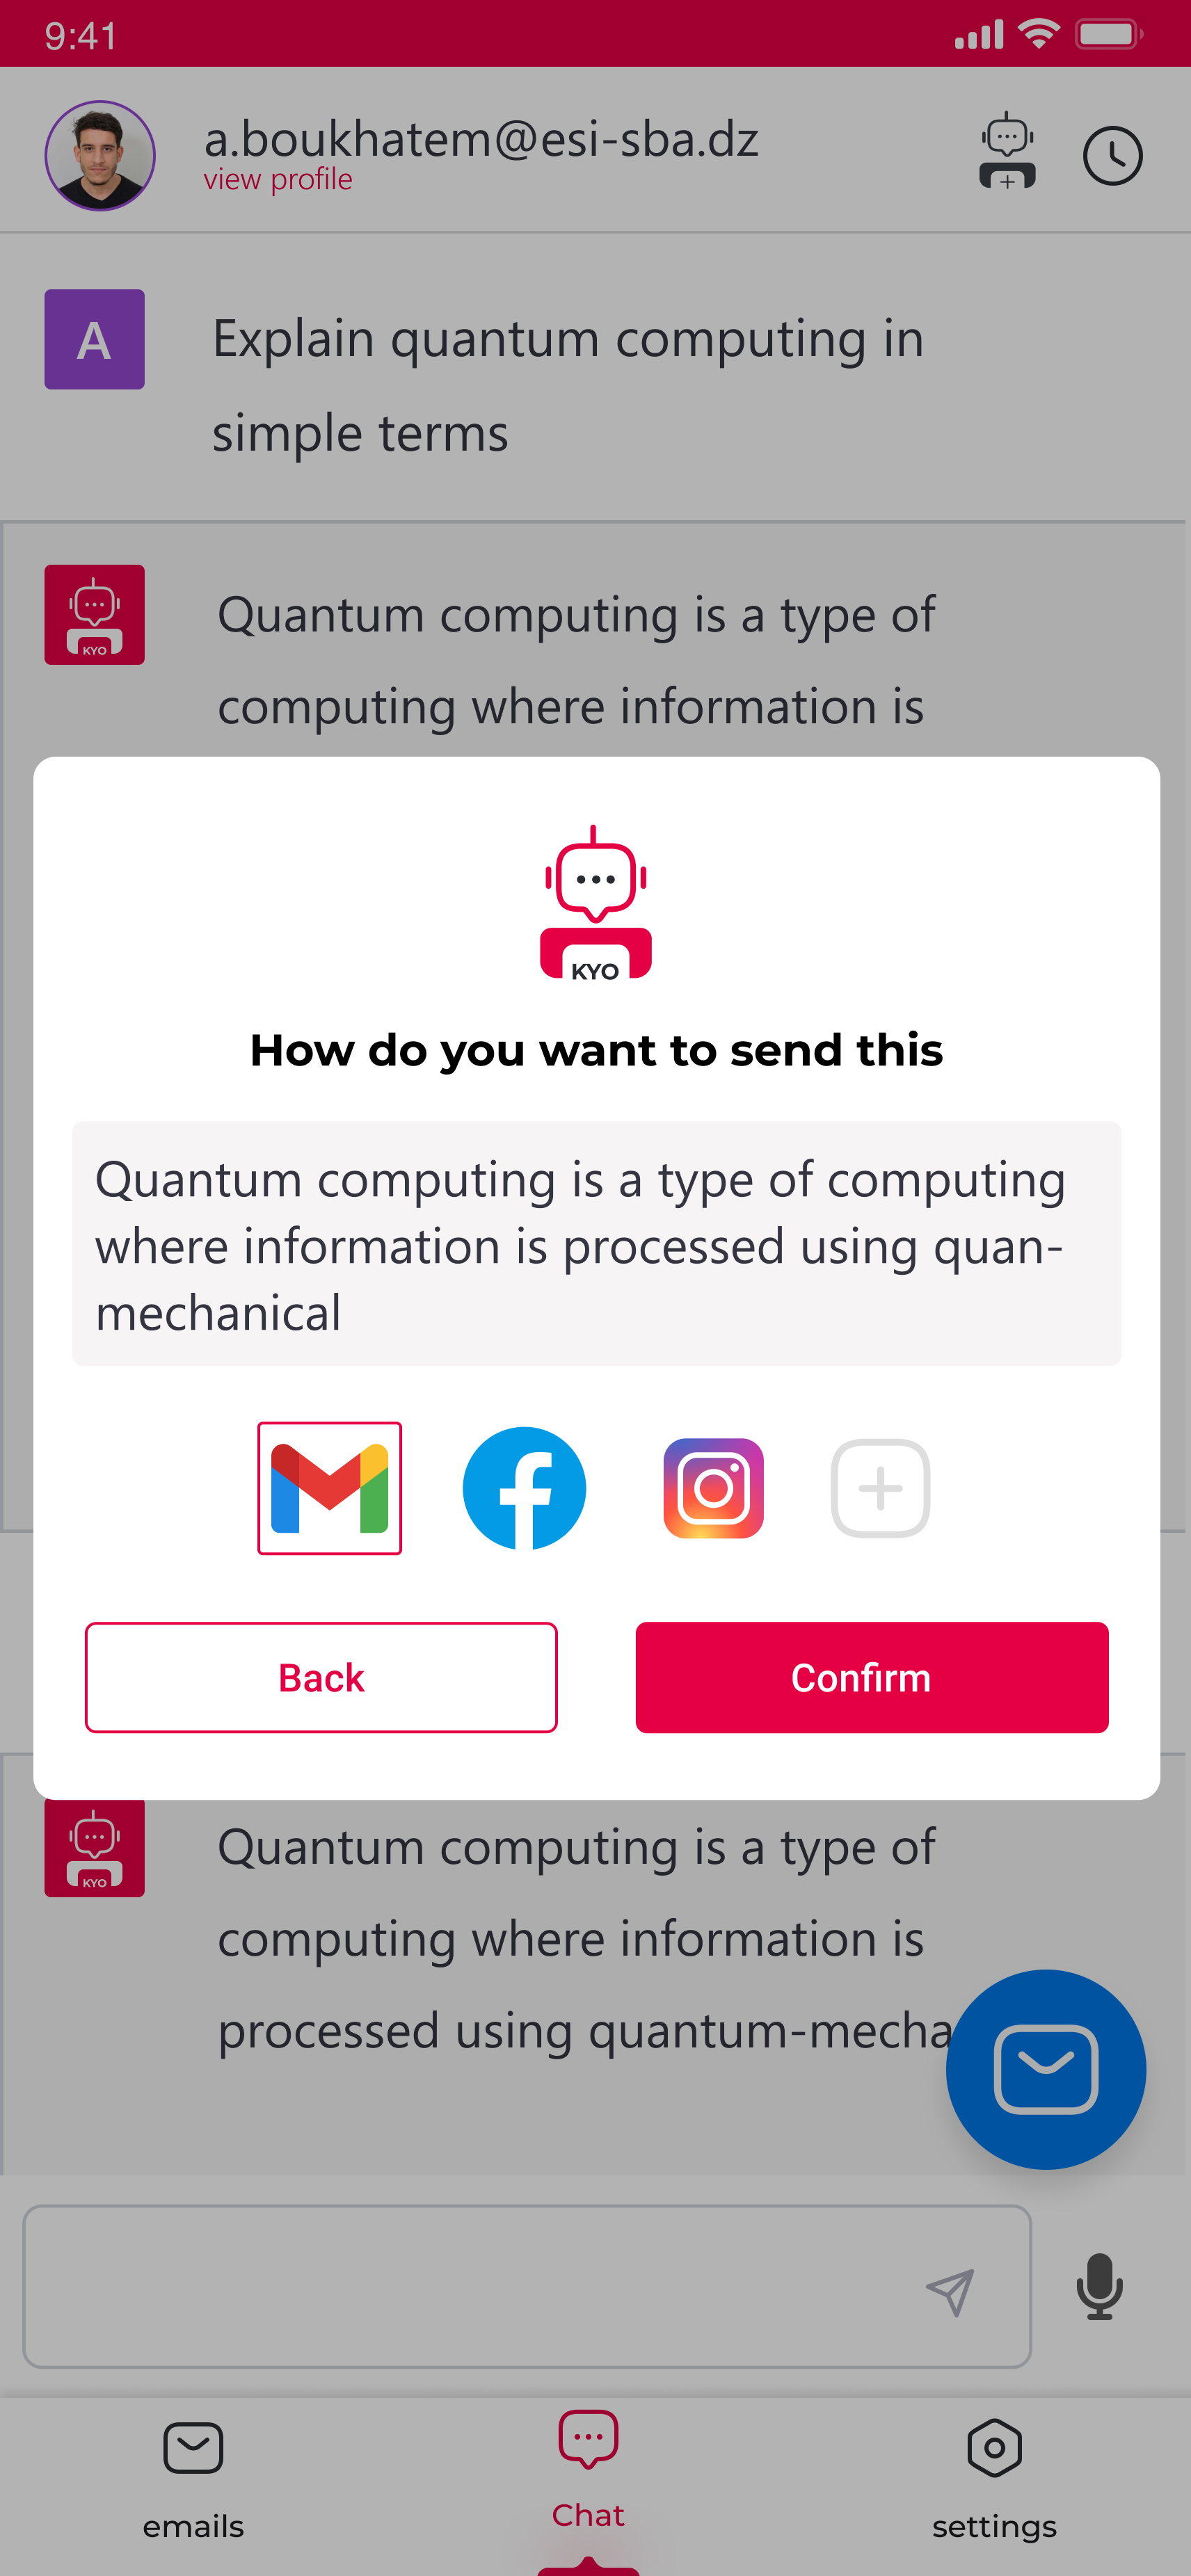 9:41
a.boukhatem@esi-sba.dz
view profile
A
Explain quantum computing in
simple terms
KYO
Quantum computing is a type of
computing where information is
KYO
How do you want to send this
Quantum computing is a type of computing
where information is processed using quan-
mechanical
Back
Confirm
KYO
Quantum computing is a type of
computing where information is
processed using quantum-mecha
emails
Chat
settings